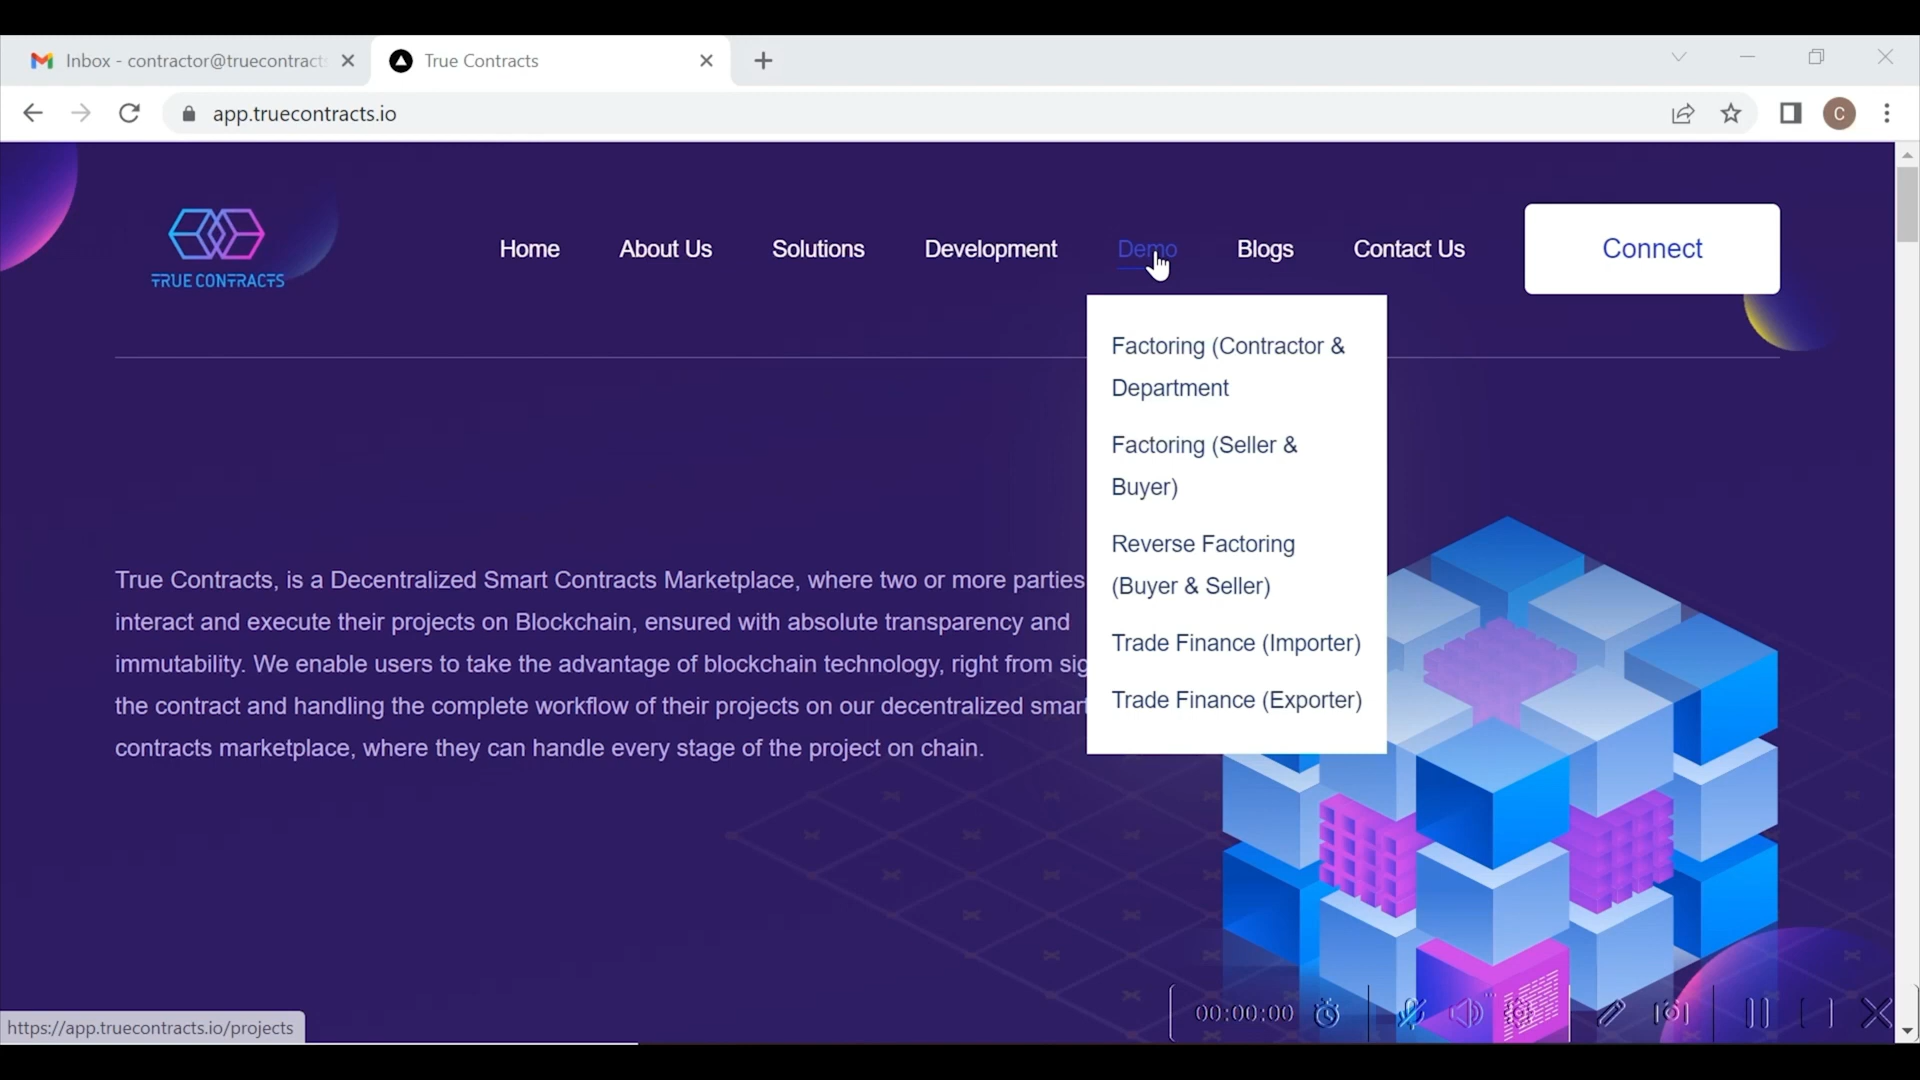 Inbox - contractor@truecontract
True Contracts
app.truecontracts.io
C
TRUE CONTRACTS
Home
About Us
Solutions
Development
Demo
Blogs
Contact Us
Connect
Factoring (Contractor &
Department
Factoring (Seller &
Buyer)
Reverse Factoring
(Buyer & Seller)
Trade Finance (Importer)
Trade Finance (Exporter)
True Contracts, is a Decentralized Smart Contracts Marketplace, where two or more parties
interact and execute their projects on Blockchain, ensured with absolute transparency and
immutability. We enable users to take the advantage of blockchain technology, right from sig
the contract and handling the complete workflow of their projects on our decentralized smart
contracts marketplace, where they can handle every stage of the project on chain.
00:00:00
https://app.truecontracts.io/projects